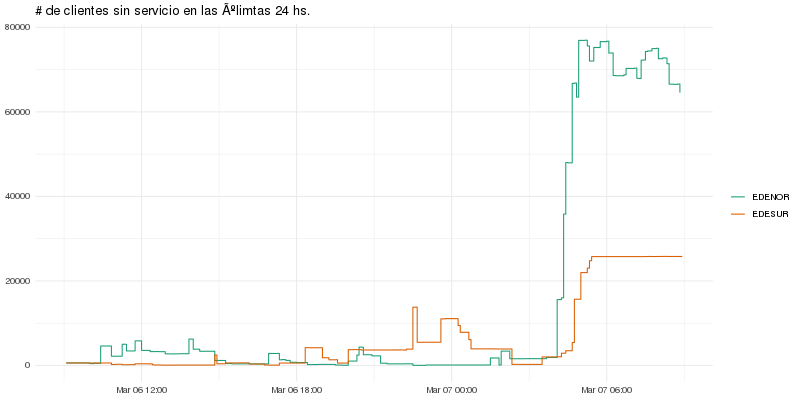 # de clientes sin servicio en las Ãºlimtas 24 hs.
80000
60000
40000
20000
0
EDENOR
EDESUR
Mar 06 12:00
Mar 06 18:00
Mar 07 00:00
Mar 07 06:00